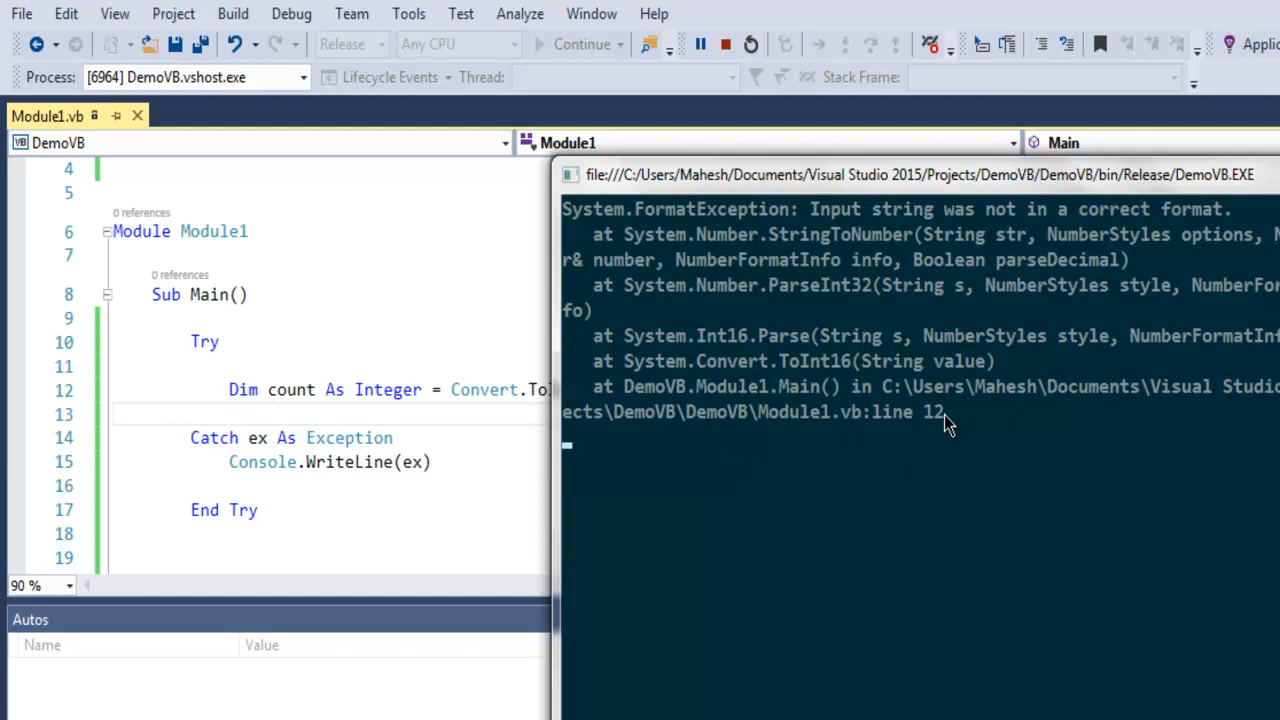 File Edit View Project Build Debug Team Tools Test Analyze Window Help
Release Any CPU Continue
Process: [6964] DemoVB.vshost.exe Lifecycle Events Thread: Stack Frame:
Module1.vb
DemoVB Module1 Main
file:///C:/Users/Mahesh/Documents/Visual Studio 2015/Projects/DemoVB/DemoVB/bin/Release/DemoVB.EXE
4
5
0 references
6 Module Module1
7
0 references
8 Sub Main()
9
10 Try
11
12 Dim count As Integer = Convert.
13
14 Catch ex As Exception
15 Console.WriteLine(ex)
16
17 End Try
18
19
90 %
Autos
Name Value
System.FormatException: Input string was not in a correct format.
at System.Number.StringToNumber(String str, NumberStyles options,
r& number, NumberFormatInfo info, Boolean parseDecimal)
at System.Number.ParseInt32(String s, NumberStyles style,
fo)
at System.Int16.Parse(String s, NumberStyles style,
at System.Convert.ToInt16(String value)
at DemoVB.Module1.Main() in C:\Users\Mahesh\Documents\Visual
ects\DemoVB\DemoVB\Module1.vb:line 12